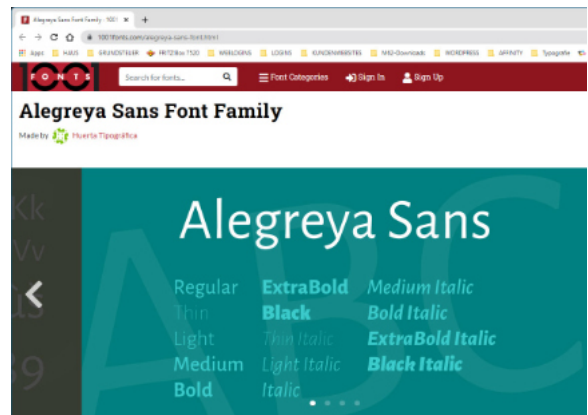 Alegreya Sans Font Family · 1001
1001fonts.com/alegreya-sans-font.html
Apps HAUS GRUNDSTEUER FRITZ!Box 7520 WEBLOGINS LOGINS KUNDENWEBSITES MIS-Downloads WORDPRESS AFFINITY Typografie
1001 FONTS Search for fonts... Font Categories Sign In Sign Up
Alegreya Sans Font Family
Made by Huerta Tipográfica
Kk
Vv
ABC
Alegreya Sans
Regular ExtraBold Medium Italic
Thin Black Bold Italic
Light Thin Italic ExtraBold Italic
Medium Light Italic Black Italic
Bold Italic